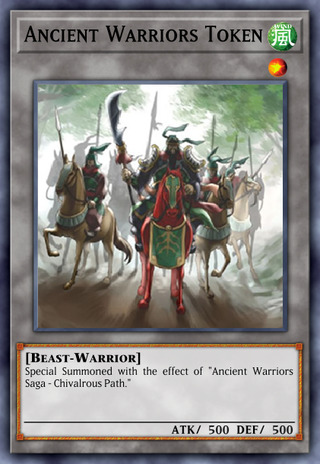 ANCIENT WARRIORS TOKEN
WIND
風
[BEAST-WARRIOR]
Special Summoned with the effect of "Ancient Warriors
Saga - Chivalrous Path."
ATK/ 500 DEF/ 500